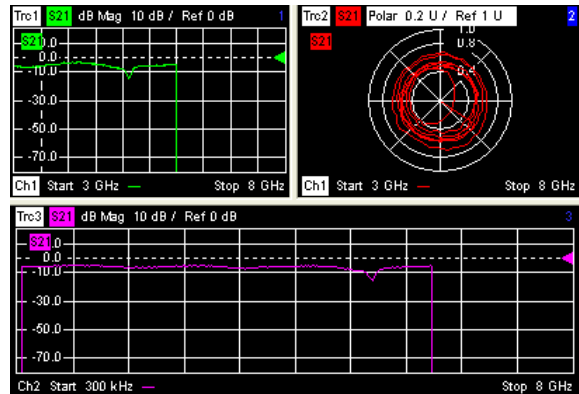 Trc1 S21 dB Mag 10 dB / Ref 0 dB 1
S21 0.0
-10.0
-30.0
-50.0
-70.0
Ch1 Start 3 GHz — Stop 8 GHz
Trc2 S21 Polar 0.2 U / Ref 1 U 2
S21
1.0
0.8
0.4
Ch1 Start 3 GHz — Stop 8 GHz
Trc3 S21 dB Mag 10 dB / Ref 0 dB 3
S21 0
0.0
-10.0
-30.0
-50.0
-70.0
Ch2 Start 300 kHz — Stop 8 GHz